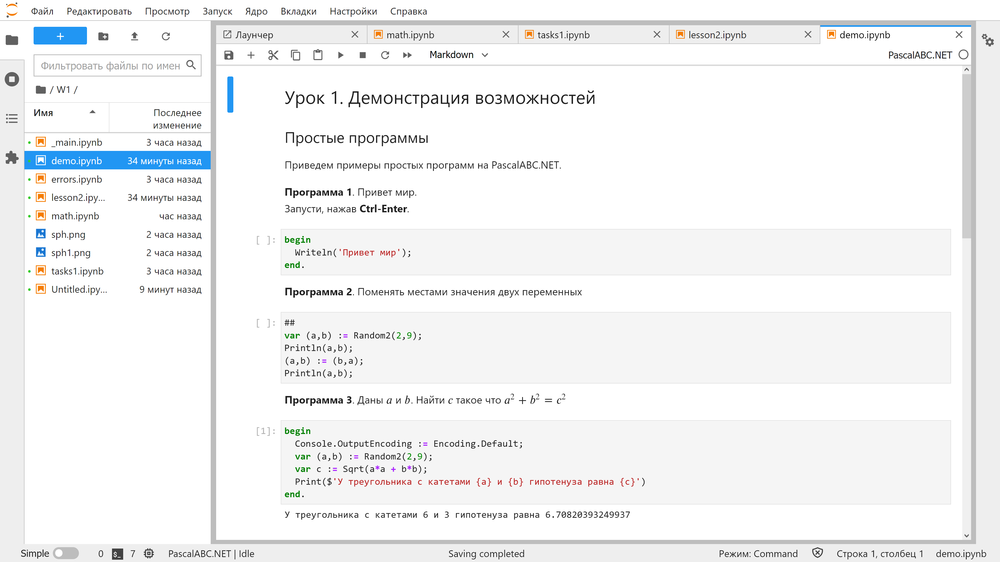 Файл Редактировать Просмотр Запуск Ядро Вкладки Настройки Справка
Фильтровать файлы по имен
/ W1 /
Имя Последнее изменение
_main.ipynb 3 часа назад
demo.ipynb 34 минуты назад
errors.ipynb 3 часа назад
lesson2.ipy... 34 минуты назад
math.ipynb час назад
sph.png 2 часа назад
sph1.png 2 часа назад
tasks1.ipynb 3 часа назад
Untitled.ipy... 9 минут назад
Лаунчер math.ipynb tasks1.ipynb lesson2.ipynb demo.ipynb
Markdown PascalABC.NET
Урок 1. Демонстрация возможностей
Простые программы
Приведем примеры простых программ на PascalABC.NET.
Программа 1. Привет мир.
Запусти, нажав Ctrl-Enter.
[ ]: begin
  Writeln('Привет мир');
end.
Программа 2. Поменять местами значения двух переменных
[ ]: ##
var (a,b) := Random2(2,9);
Println(a,b);
(a,b) := (b,a);
Println(a,b);
Программа 3. Даны a и b. Найти c такое что a² + b² = c²
[1]: begin
  Console.OutputEncoding := Encoding.Default;
  var (a,b) := Random2(2,9);
  var c := Sqrt(a*a + b*b);
  Print($'У треугольника с катетами {a} и {b} гипотенуза равна {c}')
end.
У треугольника с катетами 6 и 3 гипотенуза равна 6.70820393249937
Simple 0 $_ 7 PascalABC.NET | Idle Saving completed Режим: Command Строка 1, столбец 1 demo.ipynb